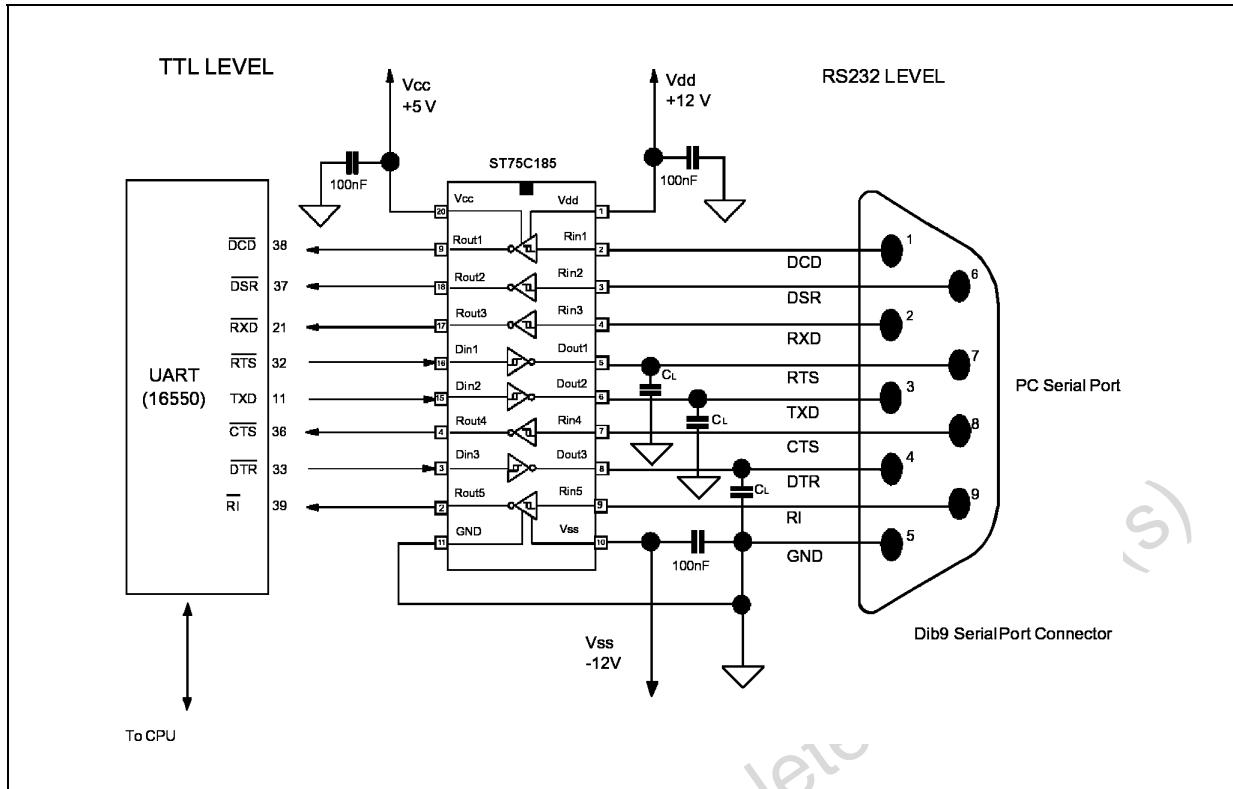 TTL LEVEL
RS232 LEVEL
Vcc
+5 V
Vdd
+12 V
ST75C185
100nF
100nF
Vcc
Vdd
20
1
DCD 38
9
Rout1
Rin1
2
DCD
1
DSR 37
18
Rout2
Rin2
3
DSR
6
RXD 21
17
Rout3
Rin3
4
RXD
2
RTS 32
16
Din1
Dout1
5
CL
RTS
7
UART
(16550)
PC Serial Port
TXD 11
15
Din2
Dout2
6
CL
TXD
3
CTS 36
4
Rout4
Rin4
7
CTS
8
DTR 33
3
Din3
Dout3
8
CL
DTR
4
RI 39
2
Rout5
Rin5
9
RI
9
GND
Vss
11
10
100nF
GND
5
Vss
-12V
Dib9 SerialPort Connector
To CPU
lete
(s)